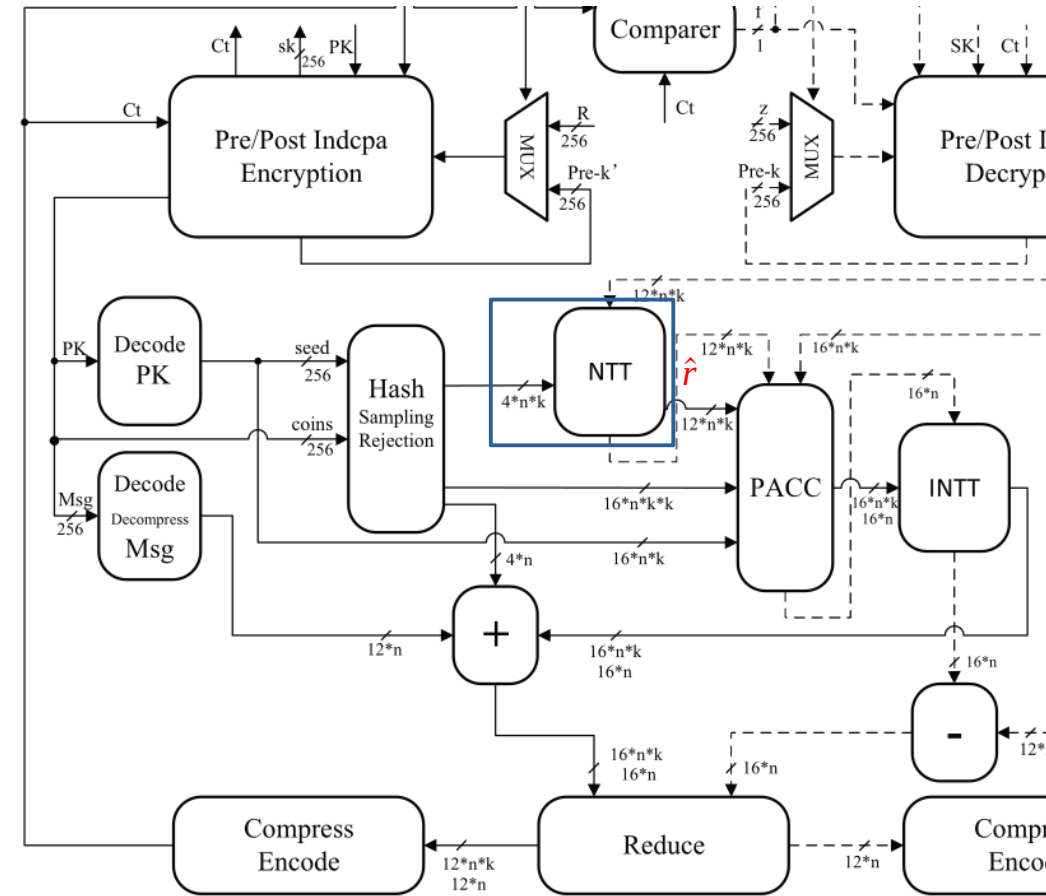 f
Comparer
1
Ct
sk
256
PK
SK
Ct
Ct
Ct
Pre/Post Indcpa
Encryption
MUX
R
256
Pre-k’
256
z
256
Pre-k
256
MUX
Pre/Post I
Decryp
12*n*k
PK
Decode
PK
seed
256
Hash
Sampling
Rejection
4*n*k
NTT
r̂
12*n*k
12*n*k
16*n*k
16*n
coins
256
Msg
256
Decode
Decompress
Msg
16*n*k*k
PACC
16*n*k
16*n
INTT
4*n
16*n*k
+
12*n
16*n*k
16*n
16*n
-
12*
16*n*k
16*n
16*n
Compress
Encode
12*n*k
12*n
Reduce
12*n
Compr
Enco